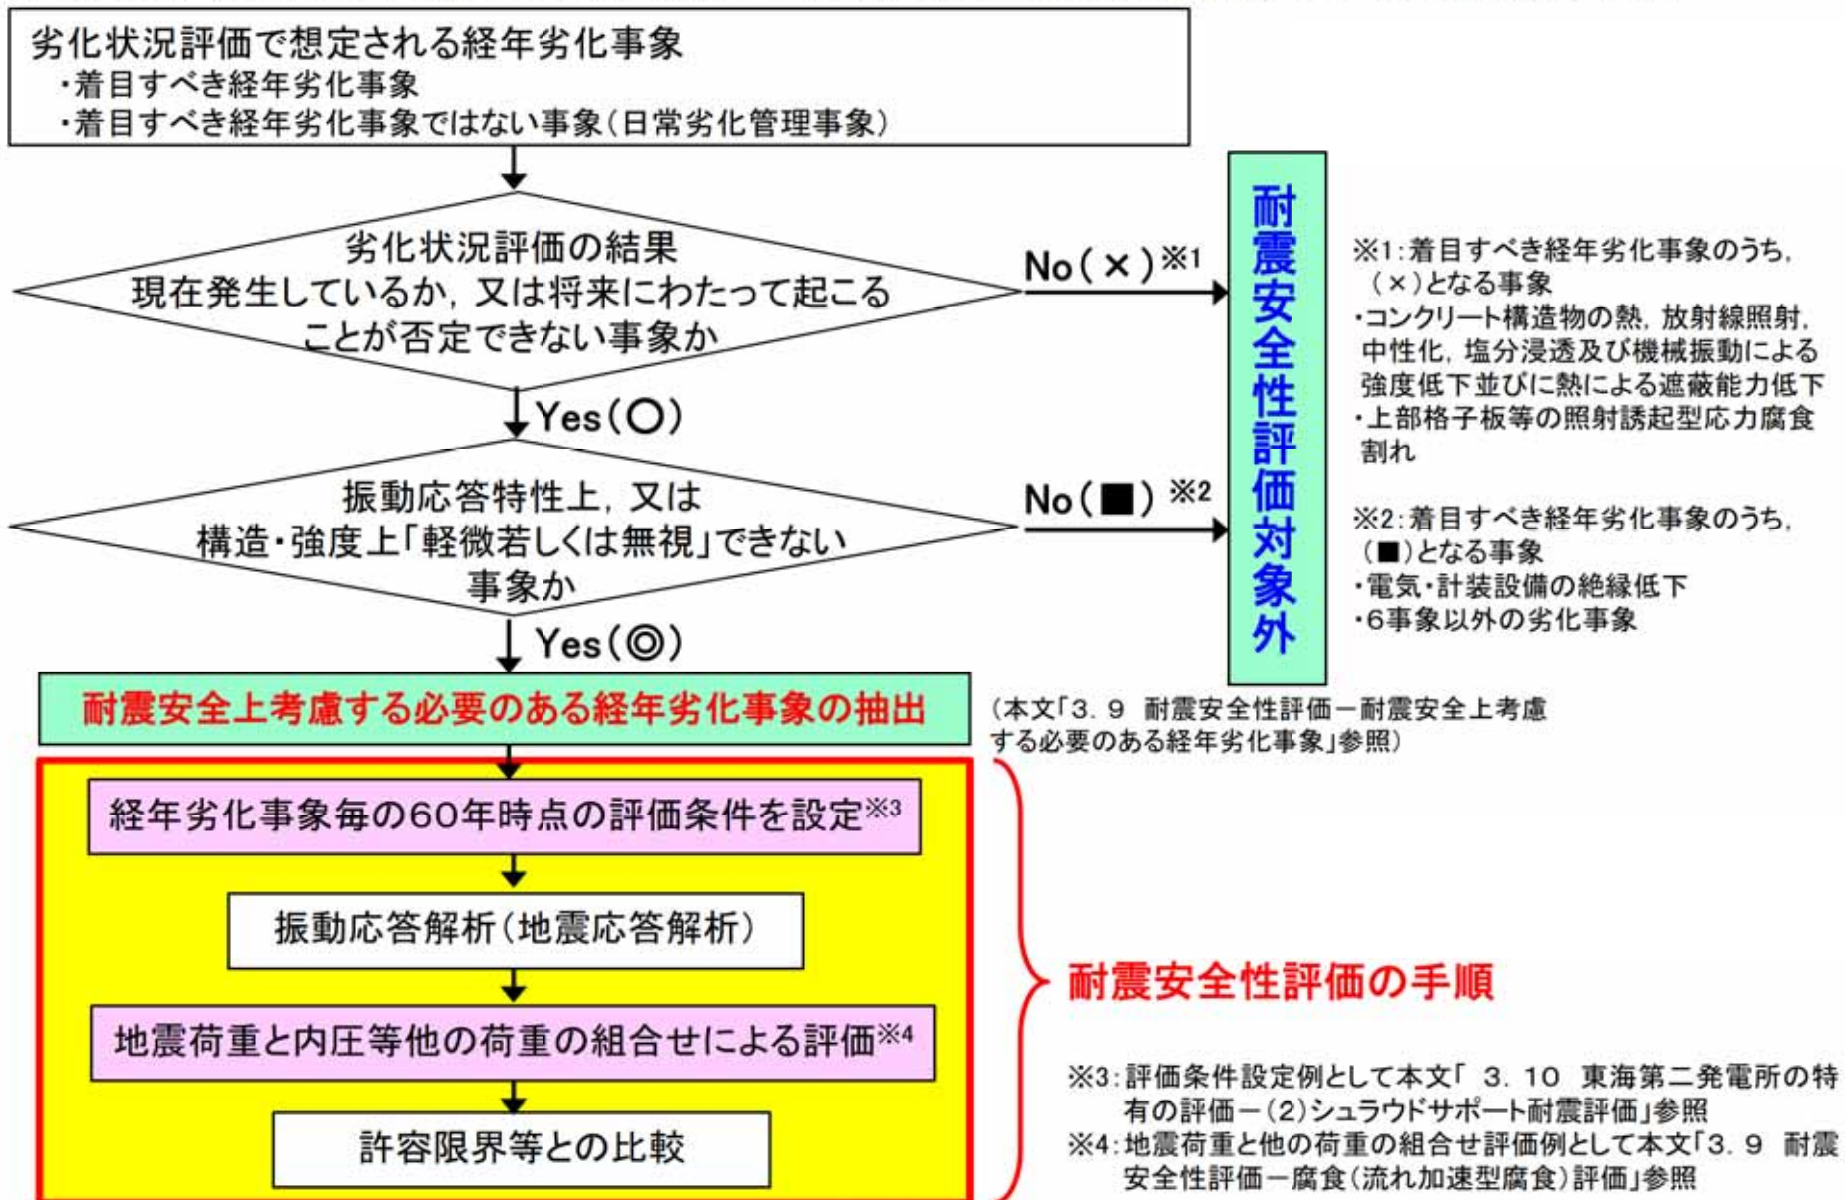 劣化状況評価で想定される経年劣化事象
・着目すべき経年劣化事象
・着目すべき経年劣化事象ではない事象(日常劣化管理事象)
劣化状況評価の結果
現在発生しているか，又は将来にわたって起こる
ことが否定できない事象か
No(×)※1
Yes(○)
振動応答特性上，又は
構造・強度上「軽微若しくは無視」できない
事象か
No(■)※2
Yes(◎)
耐震安全性評価対象外
※1:着目すべき経年劣化事象のうち，
(×)となる事象
・コンクリート構造物の熱，放射線照射，
中性化，塩分浸透及び機械振動による
強度低下並びに熱による遮蔽能力低下
・上部格子板等の照射誘起型応力腐食
割れ
※2:着目すべき経年劣化事象のうち，
(■)となる事象
・電気・計装設備の絶縁低下
・6事象以外の劣化事象
耐震安全上考慮する必要のある経年劣化事象の抽出
(本文「3．9 耐震安全性評価－耐震安全上考慮
する必要のある経年劣化事象」参照)
経年劣化事象毎の60年時点の評価条件を設定※3
振動応答解析(地震応答解析)
地震荷重と内圧等他の荷重の組合せによる評価※4
許容限界等との比較
耐震安全性評価の手順
※3:評価条件設定例として本文「 3．10 東海第二発電所の特
有の評価－(2)シュラウドサポート耐震評価」参照
※4:地震荷重と他の荷重の組合せ評価例として本文「3．9 耐震
安全性評価－腐食(流れ加速型腐食)評価」参照